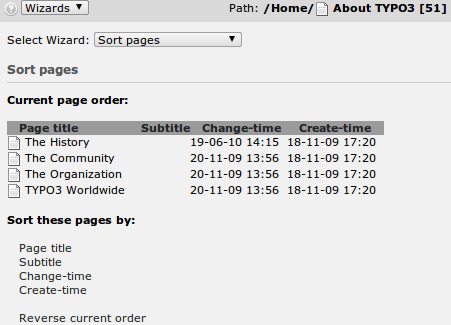 Wizards Path: /Home/ About TYPO3 [51]
Select Wizard: Sort pages
Sort pages
Current page order:
Page title Subtitle Change-time Create-time
The History 19-06-10 14:15 18-11-09 17:20
The Community 20-11-09 13:56 18-11-09 17:20
The Organization 20-11-09 13:56 18-11-09 17:20
TYPO3 Worldwide 20-11-09 13:56 18-11-09 17:20
Sort these pages by:
Page title
Subtitle
Change-time
Create-time
Reverse current order